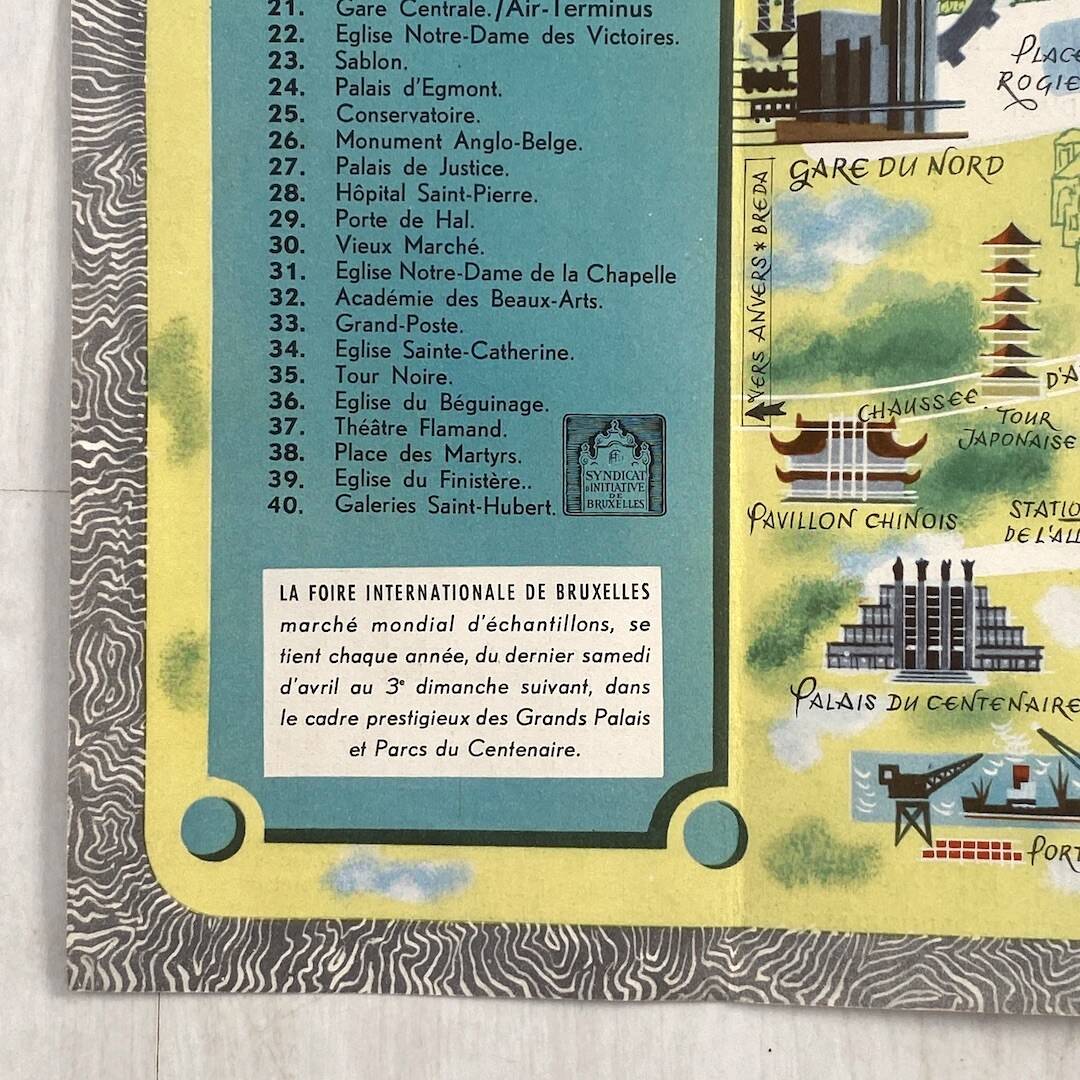 21. Gare Centrale./Air-Terminus
22. Eglise Notre-Dame des Victoires.
23. Sablon.
24. Palais d'Egmont.
25. Conservatoire.
26. Monument Anglo-Belge.
27. Palais de Justice.
28. Hôpital Saint-Pierre.
29. Porte de Hal.
30. Vieux Marché.
31. Eglise Notre-Dame de la Chapelle
32. Académie des Beaux-Arts.
33. Grand-Poste.
34. Eglise Sainte-Catherine.
35. Tour Noire.
36. Eglise du Béguinage.
37. Théâtre Flamand.
38. Place des Martyrs.
39. Eglise du Finistère..
40. Galeries Saint-Hubert.
SYNDICAT
D'INITIATIVE
DE
BRUXELLES
LA FOIRE INTERNATIONALE DE BRUXELLES
marché mondial d'échantillons, se
tient chaque année, du dernier samedi
d'avril au 3e dimanche suivant, dans
le cadre prestigieux des Grands Palais
et Parcs du Centenaire.
PLACE
ROGIE
GARE DU NORD
VERS ANVERS * BREDA
CHAUSSEE D'A
TOUR
JAPONAISE
PAVILLON CHINOIS
STATIO
DE L'ALL
PALAIS DU CENTENAIRE
PORT